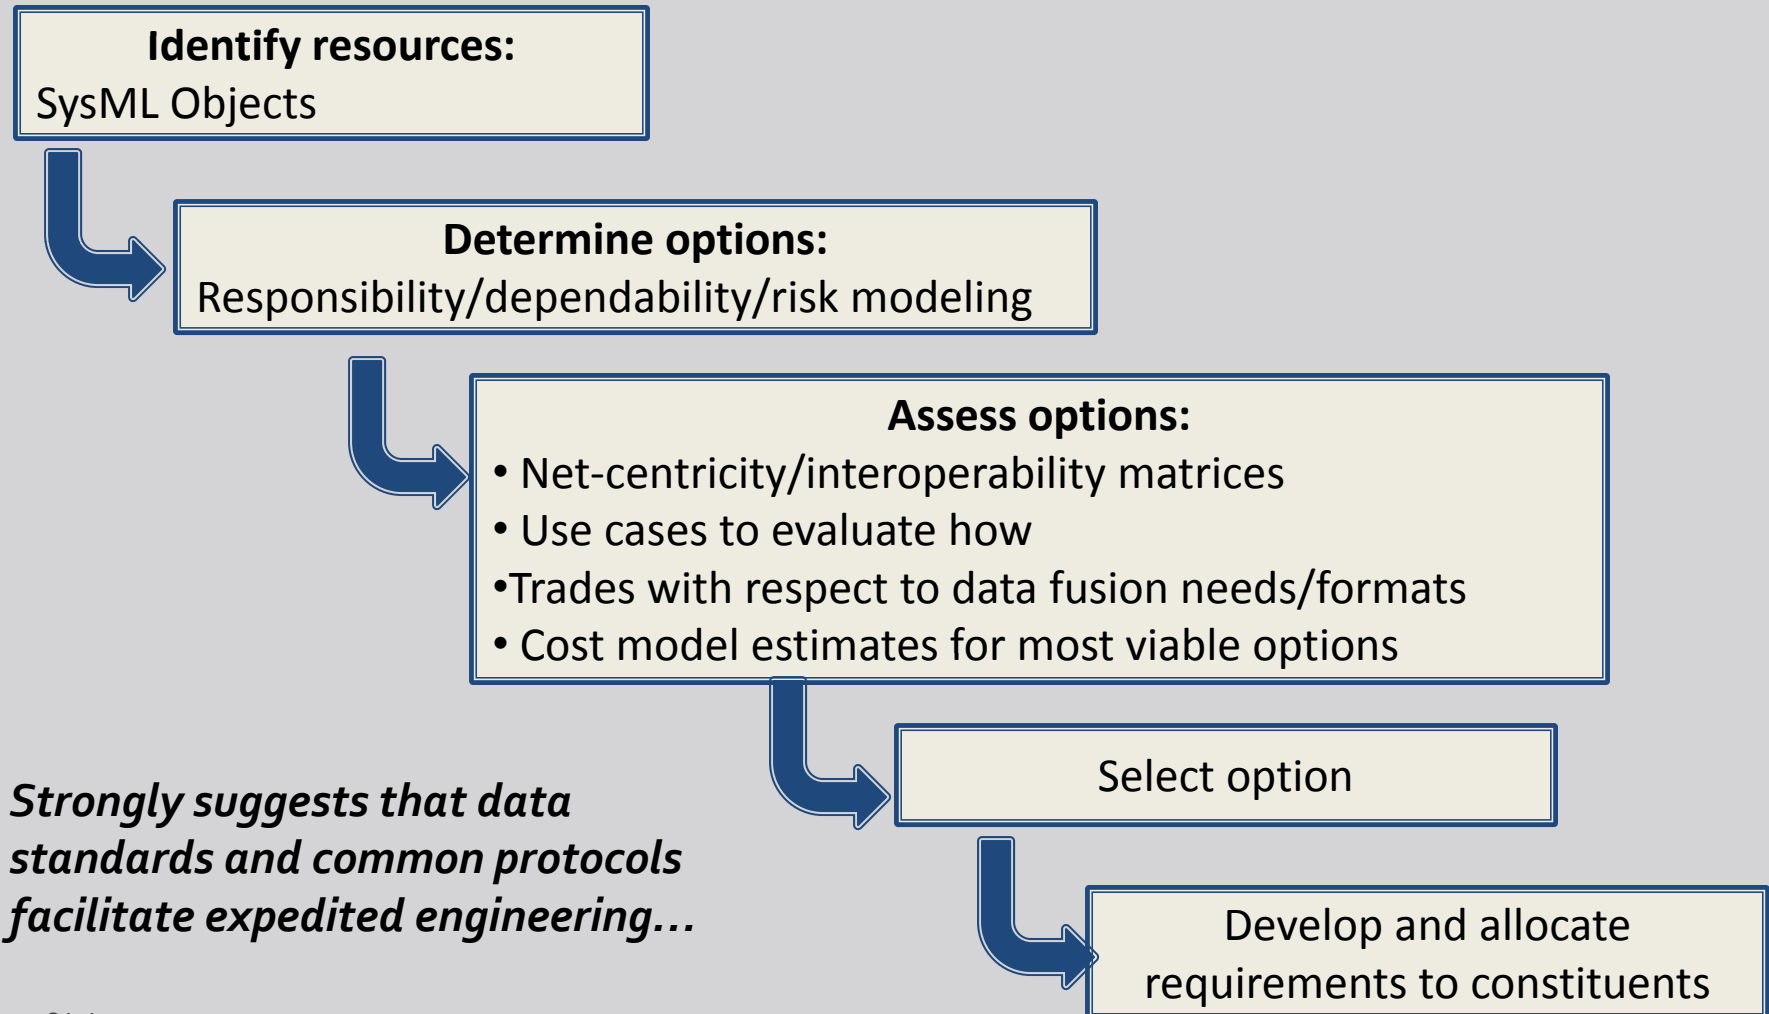 Identify resources:
SysML Objects
Determine options:
Responsibility/dependability/risk modeling
Assess options:
• Net-centricity/interoperability matrices
• Use cases to evaluate how
•Trades with respect to data fusion needs/formats
• Cost model estimates for most viable options
Select option
Strongly suggests that data
standards and common protocols
facilitate expedited engineering...
Develop and allocate
requirements to constituents